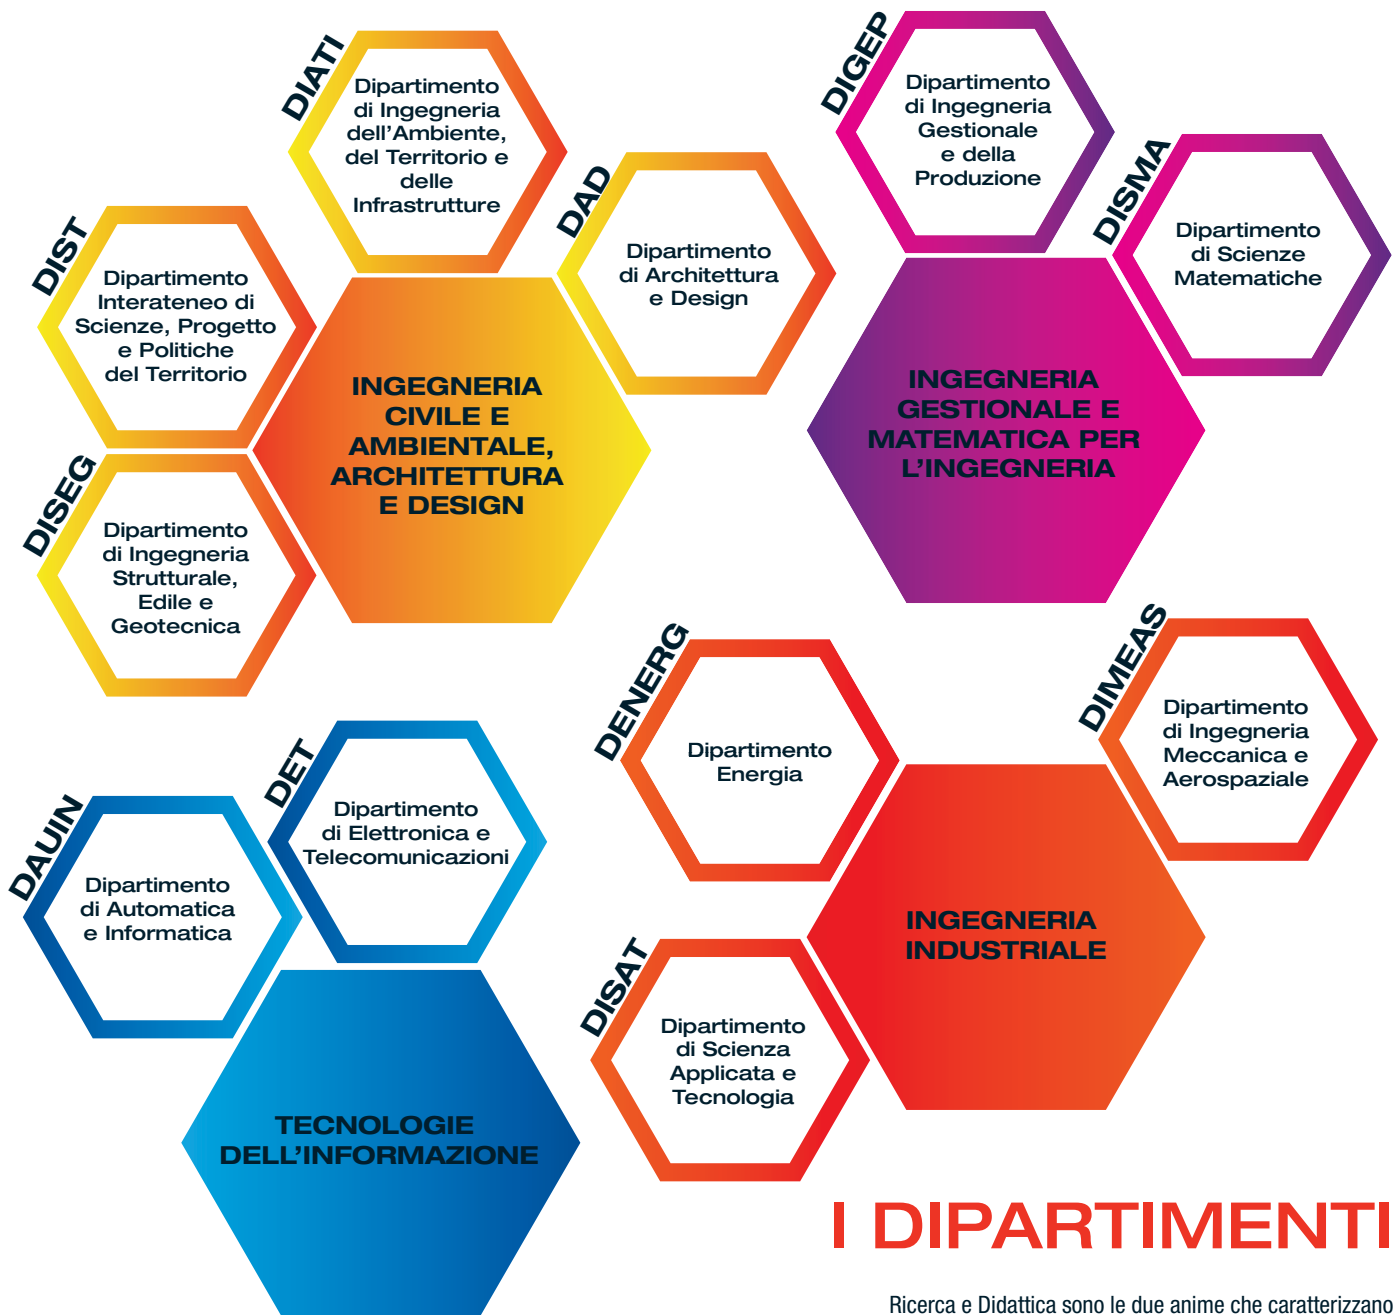 DIATI
Dipartimento
di Ingegneria
dell'Ambiente,
del Territorio e
delle
Infrastrutture
DAD
Dipartimento
di Architettura
e Design
DIST
Dipartimento
Interateneo di
Scienze, Progetto
e Politiche
del Territorio
DISEG
Dipartimento
di Ingegneria
Strutturale,
Edile e
Geotecnica
INGEGNERIA
CIVILE E
AMBIENTALE,
ARCHITETTURA
E DESIGN
DIGEP
Dipartimento
di Ingegneria
Gestionale
e della
Produzione
DISMA
Dipartimento
di Scienze
Matematiche
INGEGNERIA
GESTIONALE E
MATEMATICA PER
L'INGEGNERIA
DET
Dipartimento
di Elettronica e
Telecomunicazioni
DAUIN
Dipartimento
di Automatica
e Informatica
TECNOLOGIE
DELL'INFORMAZIONE
DENERG
Dipartimento
Energia
DIMEAS
Dipartimento
di Ingegneria
Meccanica e
Aerospaziale
DISAT
Dipartimento
di Scienza
Applicata e
Tecnologia
INGEGNERIA
INDUSTRIALE
I DIPARTIMENTI
Ricerca e Didattica sono le due anime che caratterizzano